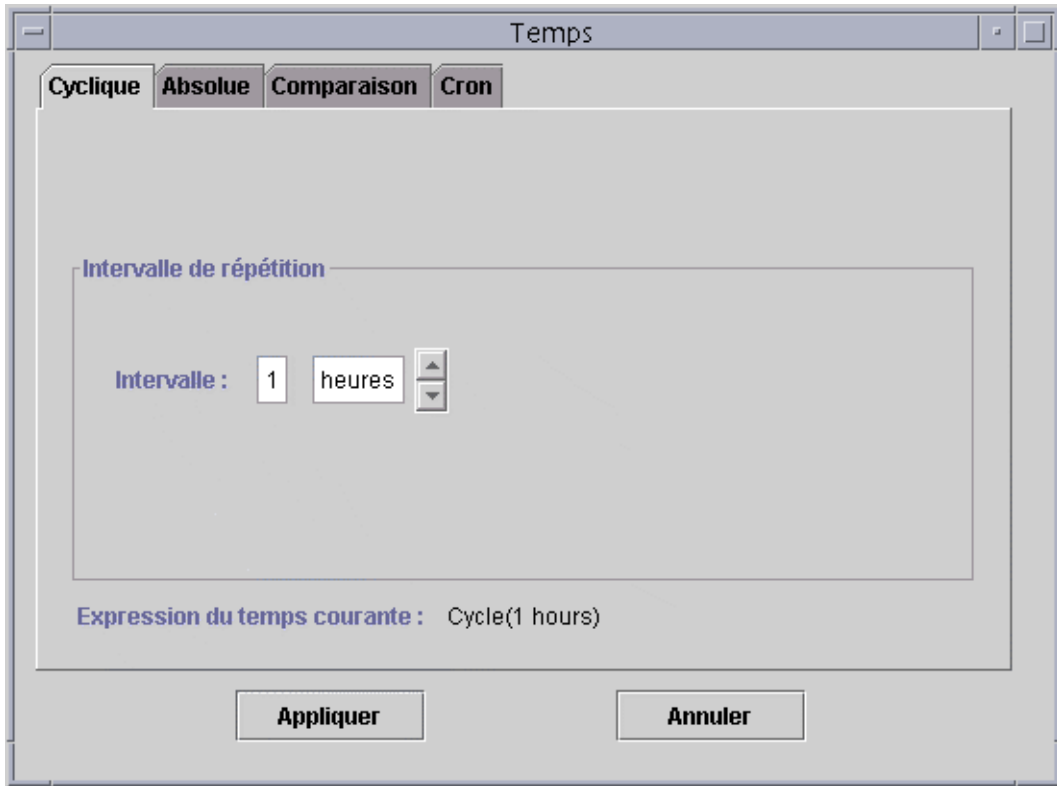 Temps
Cyclique Absolue Comparaison Cron
Intervalle de répétition
Intervalle : 1 heures
Expression du temps courante : Cycle(1 hours)
Appliquer Annuler